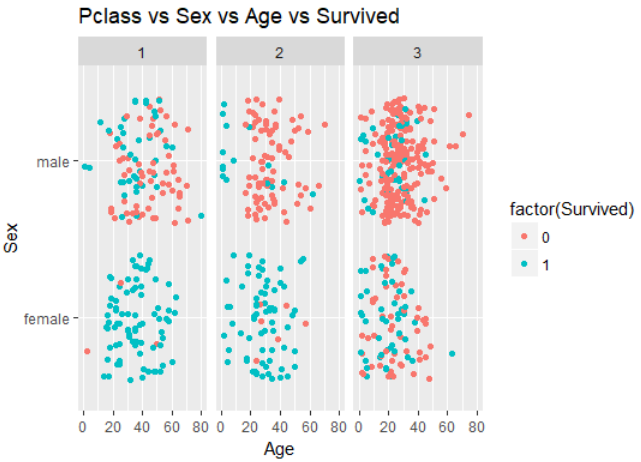 Pclass vs Sex vs Age vs Survived
1 2 3
male
female
Sex
0 20 40 60 80 0 20 40 60 80 0 20 40 60 80
Age
factor(Survived)
0
1